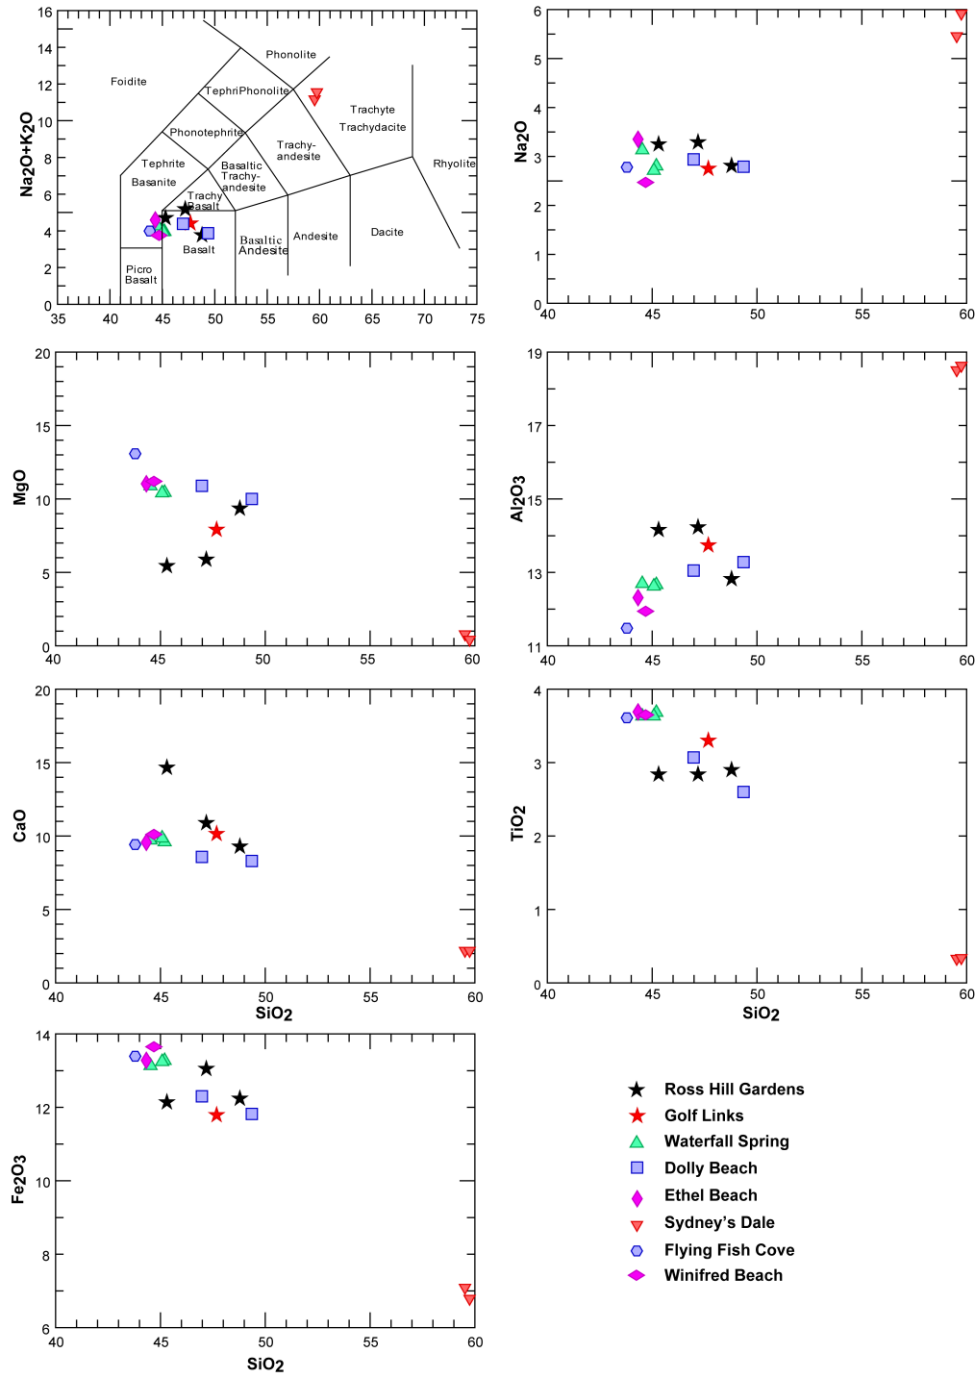 Na2O+K2O
16
14
12
10
8
6
4
2
0
35
40
45
50
55
60
65
70
75
Foidite
Phonolite
TephriPhonolite
Phonotephrite
Tephrite
Basanite
Trachyte
Trachydacite
Trachy-
andesite
Basaltic
Trachy-
andesite
Trachy
Basalt
Rhyolite
Picro
Basalt
Basalt
Basaltic
Andesite
Andesite
Dacite
Na2O
6
5
4
3
2
1
0
40
45
50
55
60
MgO
20
15
10
5
0
40
45
50
55
60
Al2O3
19
17
15
13
11
40
45
50
55
60
CaO
20
15
10
5
0
40
45
50
55
60
SiO2
TiO2
4
3
2
1
0
40
45
50
55
60
SiO2
Fe2O3
14
12
10
8
6
40
45
50
55
60
SiO2
Ross Hill Gardens
Golf Links
Waterfall Spring
Dolly Beach
Ethel Beach
Sydney's Dale
Flying Fish Cove
Winifred Beach